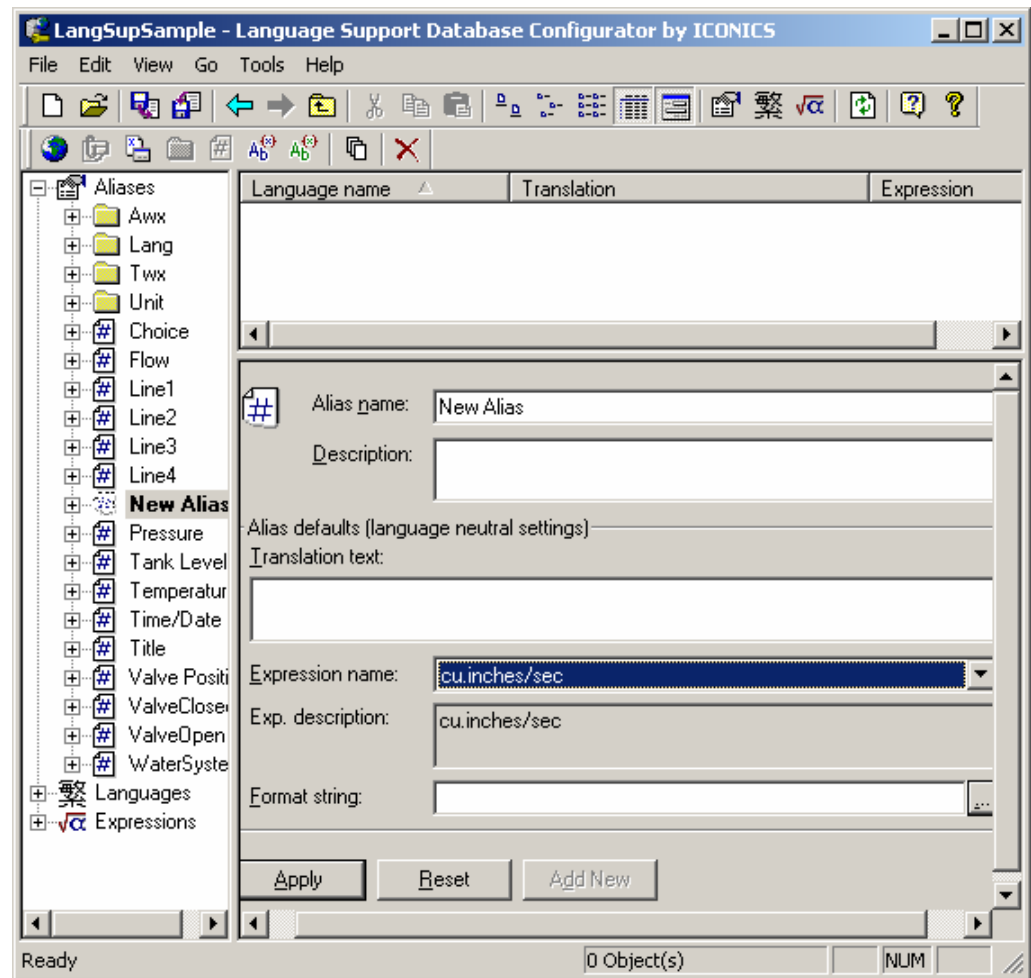 LangSupSample - Language Support Database Configurator by ICONICS
File Edit View Go Tools Help
繁 √α
Aliases
Awx
Lang
Twx
Unit
Choice
Flow
Line1
Line2
Line3
Line4
New Alias
Pressure
Tank Level
Temperatur
Time/Date
Title
Valve Positi
ValveClose
ValveOpen
WaterSyste
繁 Languages
√α Expressions
Language name Translation Expression
Alias name: New Alias
Description:
Alias defaults (language neutral settings)
Translation text:
Expression name: cu.inches/sec
Exp. description: cu.inches/sec
Format string: ...
Apply Reset Add New
Ready 0 Object(s) NUM